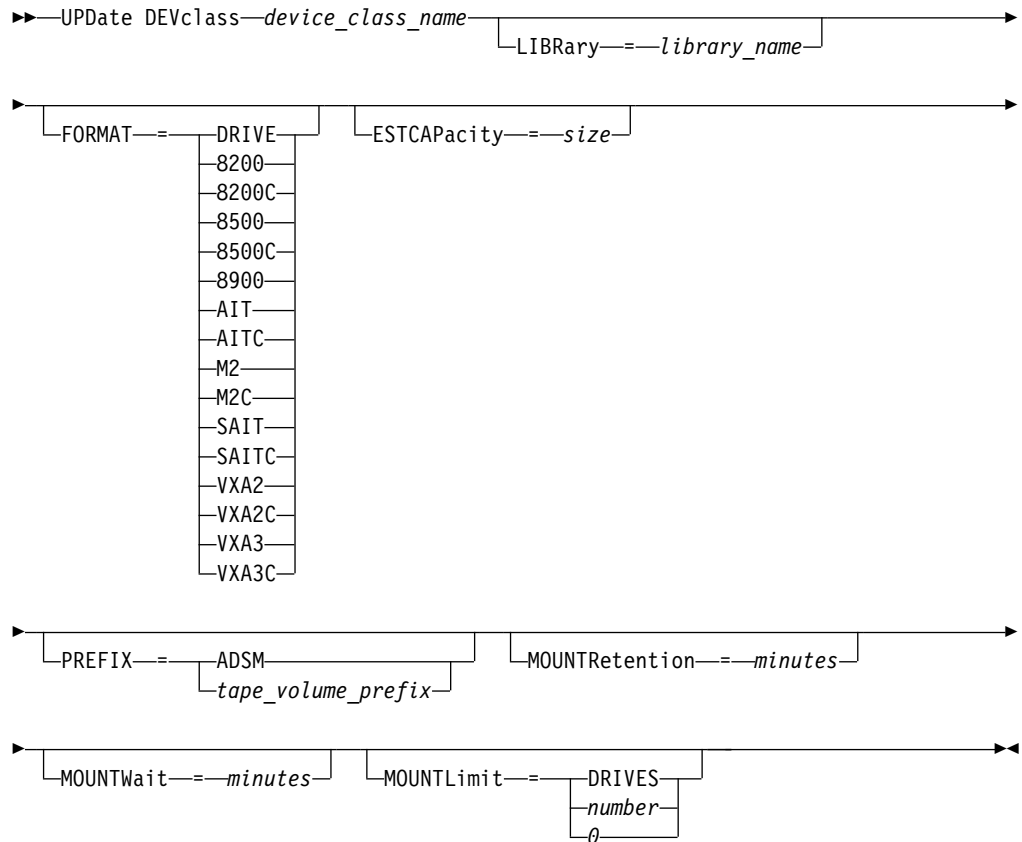 UPDate DEVclass device_class_name
LIBRary = library_name
FORMAT = DRIVE
8200
8200C
8500
8500C
8900
AIT
AITC
M2
M2C
SAIT
SAITC
VXA2
VXA2C
VXA3
VXA3C
ESTCAPacity = size
PREFIX = ADSM
tape_volume_prefix
MOUNTRetention = minutes
MOUNTWait = minutes
MOUNTLimit = DRIVES
number
0